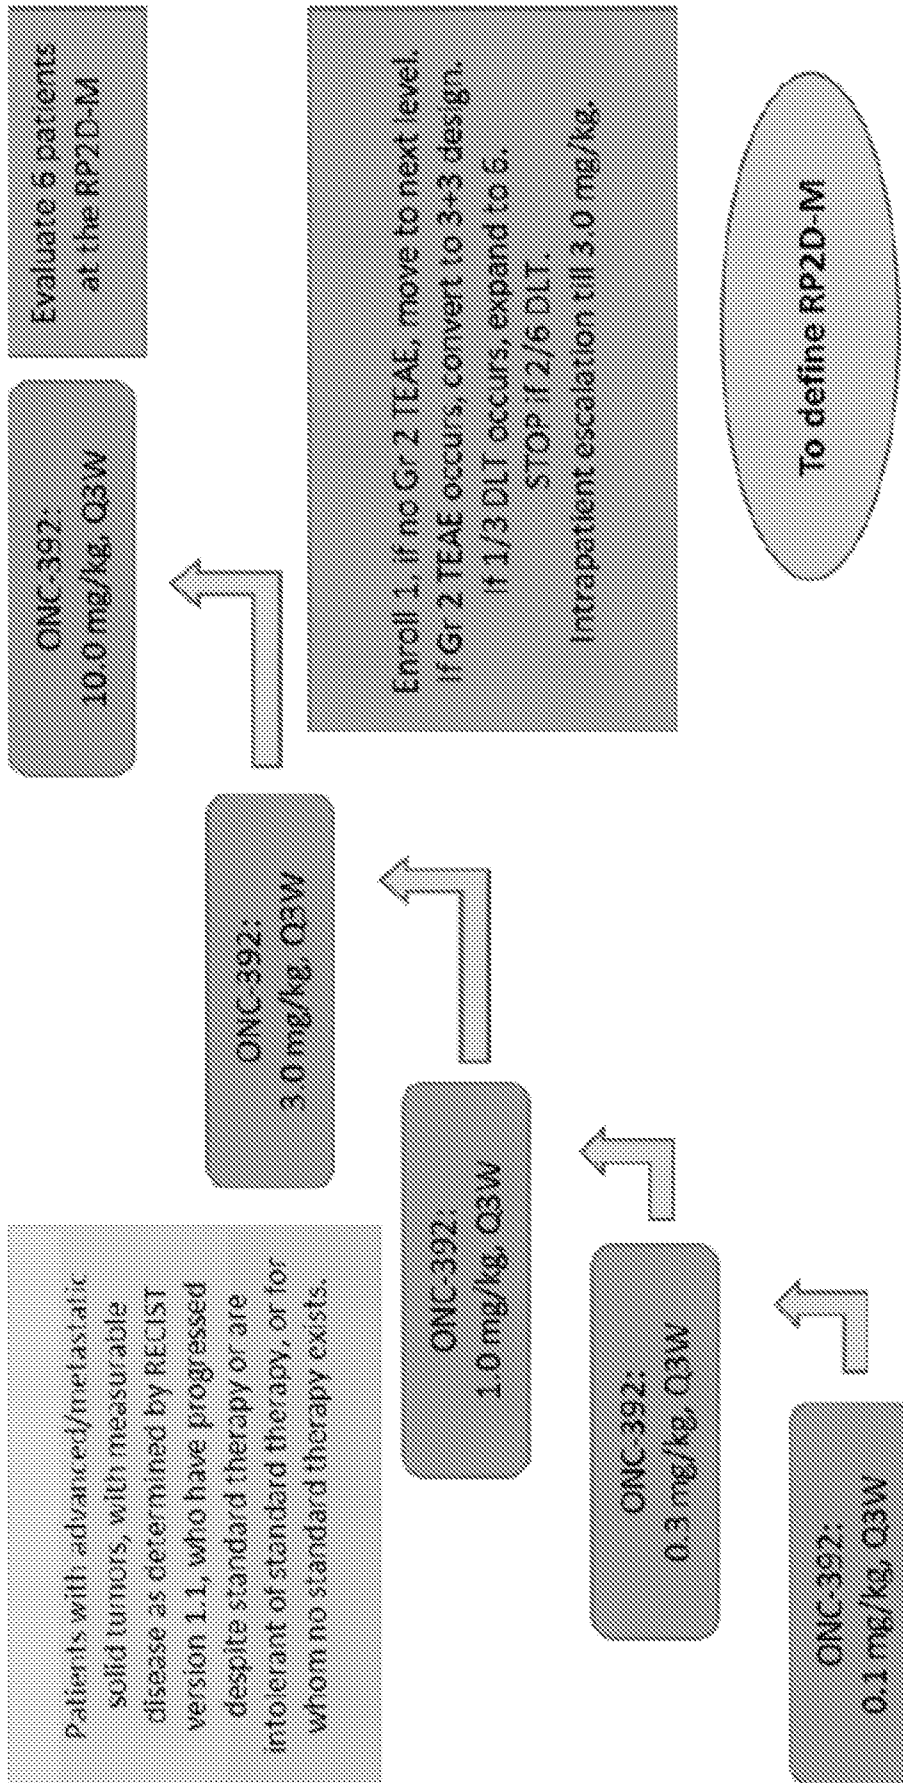 Patients with advanced/metastatic
solid tumors, with measurable
disease as determined by RECIST
version 1.1, who have progressed
despite standard therapy or are
intolerant of standard therapy, or for
whom no standard therapy exists.
ONC-392:
0.1 mg/kg, Q3W
ONC-392:
0.3 mg/kg, Q3W
ONC-392:
1.0 mg/kg, Q3W
ONC-392:
3.0 mg/kg, Q3W
ONC-392:
10.0 mg/kg, Q3W
Evaluate 6 patients
at the RP2D-M
Enroll 1, if no Gr 2 TEAE, move to next level.
If Gr 2 TEAE occurs, convert to 3+3 design.
If 1/3 DLT occurs, expand to 6.
STOP if 2/6 DLT.
Intrapatient escalation till 3.0 mg/kg.
To define RP2D-M